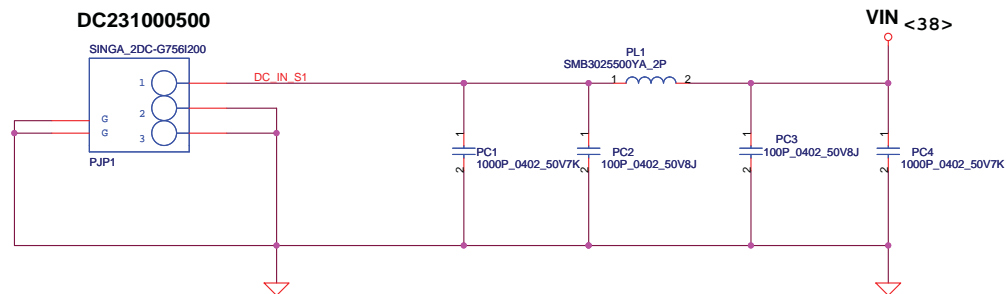 DC231000500
VIN <38>
SINGA_2DC-G756I200
PL1
SMB3025500YA_2P
1
DC_IN_S1
1
2
G
2
G
3
PJP1
1
1
1
1
PC1
1000P_0402_50V7K
PC2
100P_0402_50V8J
PC3
100P_0402_50V8J
PC4
1000P_0402_50V7K
2
2
2
2